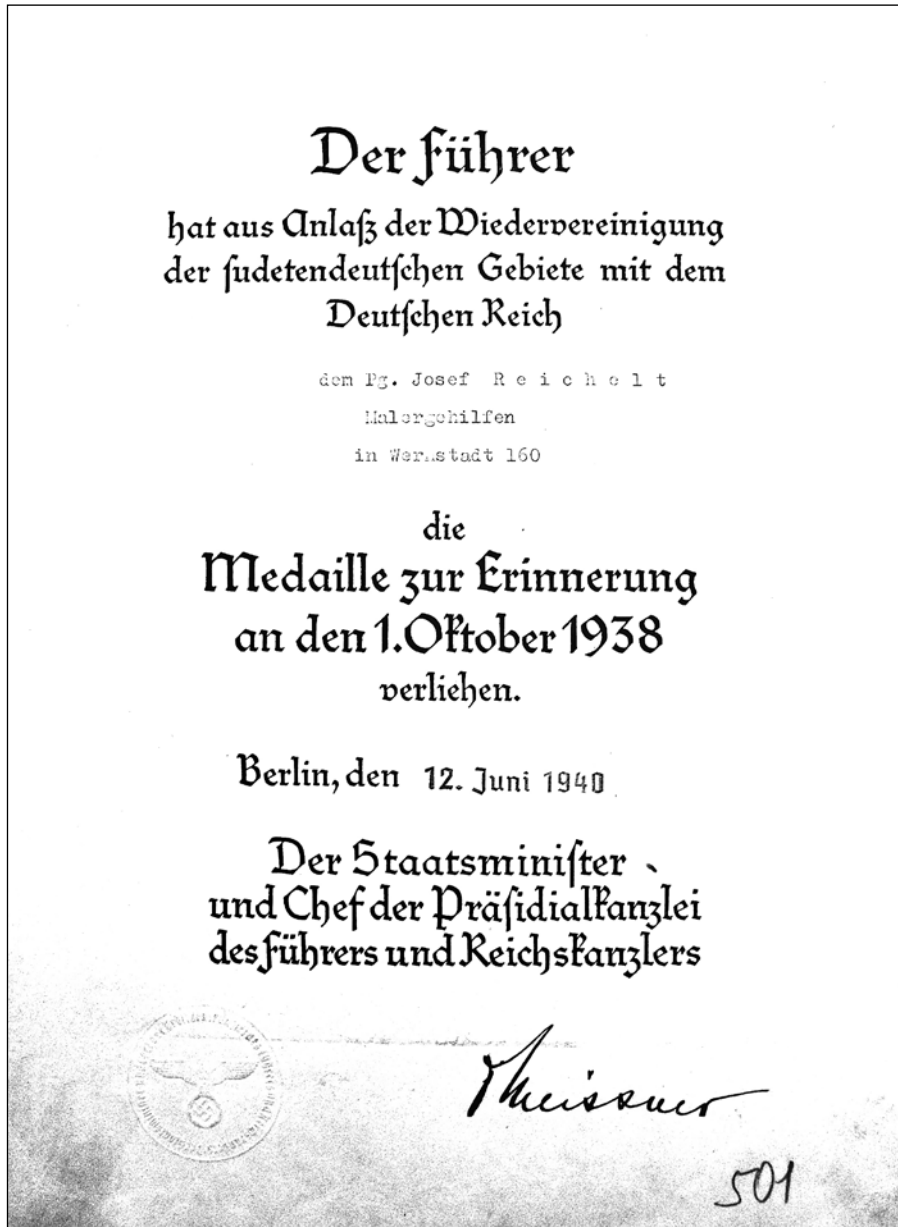 Der Führer
hat aus Anlaß der Wiedervereinigung
der sudetendeutschen Gebiete mit dem
Deutschen Reich
dem Pg. Josef R e i c h e l t
Malergehilfen
in Wernstadt 160
die
Medaille zur Erinnerung
an den 1. Oktober 1938
verliehen.
Berlin, den 12. Juni 1940
Der Staatsminister
und Chef der Präsidialkanzlei
des Führers und Reichskanzlers
Meissner
501